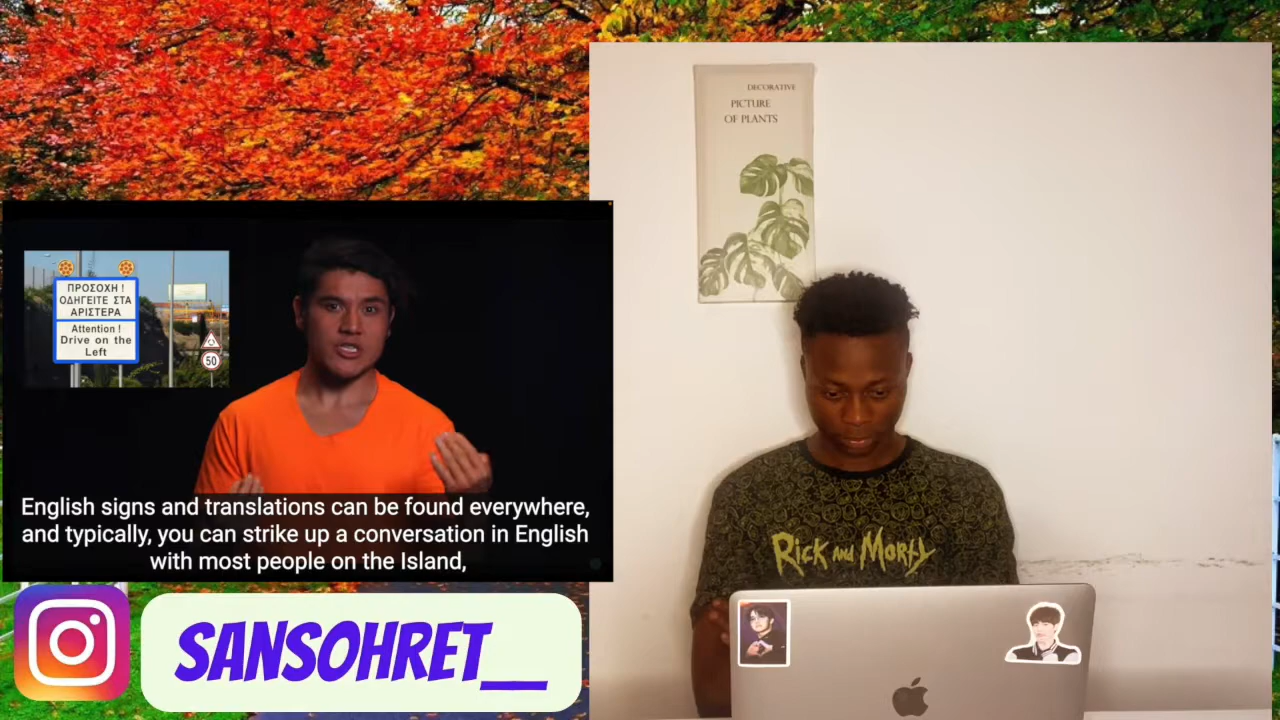 DECORATIVE
PICTURE
OF PLANTS
ΠΡΟΣΟΧΗ !
ΟΔΗΓΕΙΤΕ ΣΤΑ
ΑΡΙΣΤΕΡΑ
Attention !
Drive on the
Left
50
English signs and translations can be found everywhere,
and typically, you can strike up a conversation in English
with most people on the Island,
RICK AND MORTY
SANSOHRET__